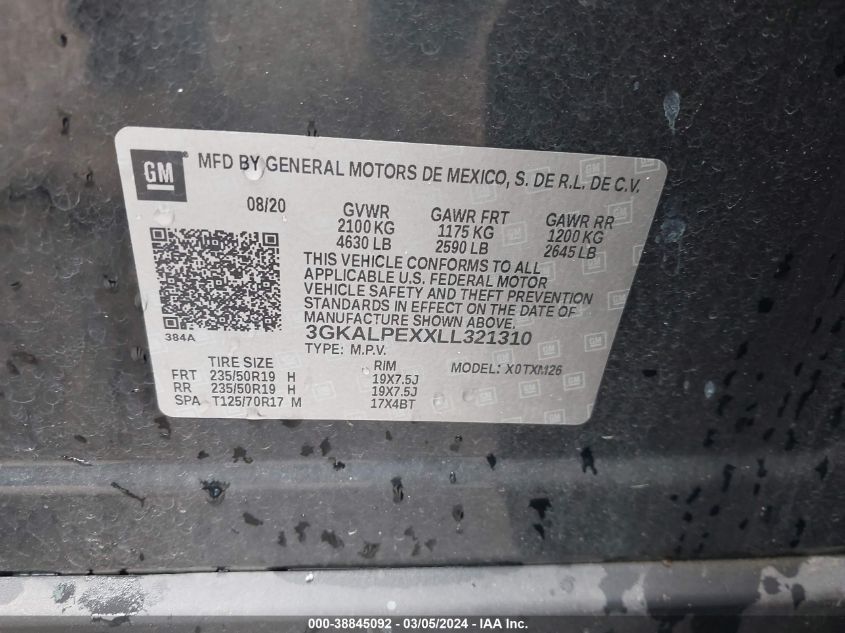 GM MFD BY GENERAL MOTORS DE MEXICO, S. DE R.L. DE C.V.
08/20 GVWR GAWR FRT GAWR RR
2100 KG 1175 KG 1200 KG
4630 LB 2590 LB 2645 LB
THIS VEHICLE CONFORMS TO ALL
APPLICABLE U.S. FEDERAL MOTOR
VEHICLE SAFETY AND THEFT PREVENTION
STANDARDS IN EFFECT ON THE DATE OF
MANUFACTURE SHOWN ABOVE.
384A 3GKALPEXXLL321310
TYPE: M.P.V.
TIRE SIZE RIM MODEL: X0TXM26
FRT 235/50R19 H 19X7.5J
RR 235/50R19 H 19X7.5J
SPA T125/70R17 M 17X4BT
000-38845092 - 03/05/2024 - IAA Inc.